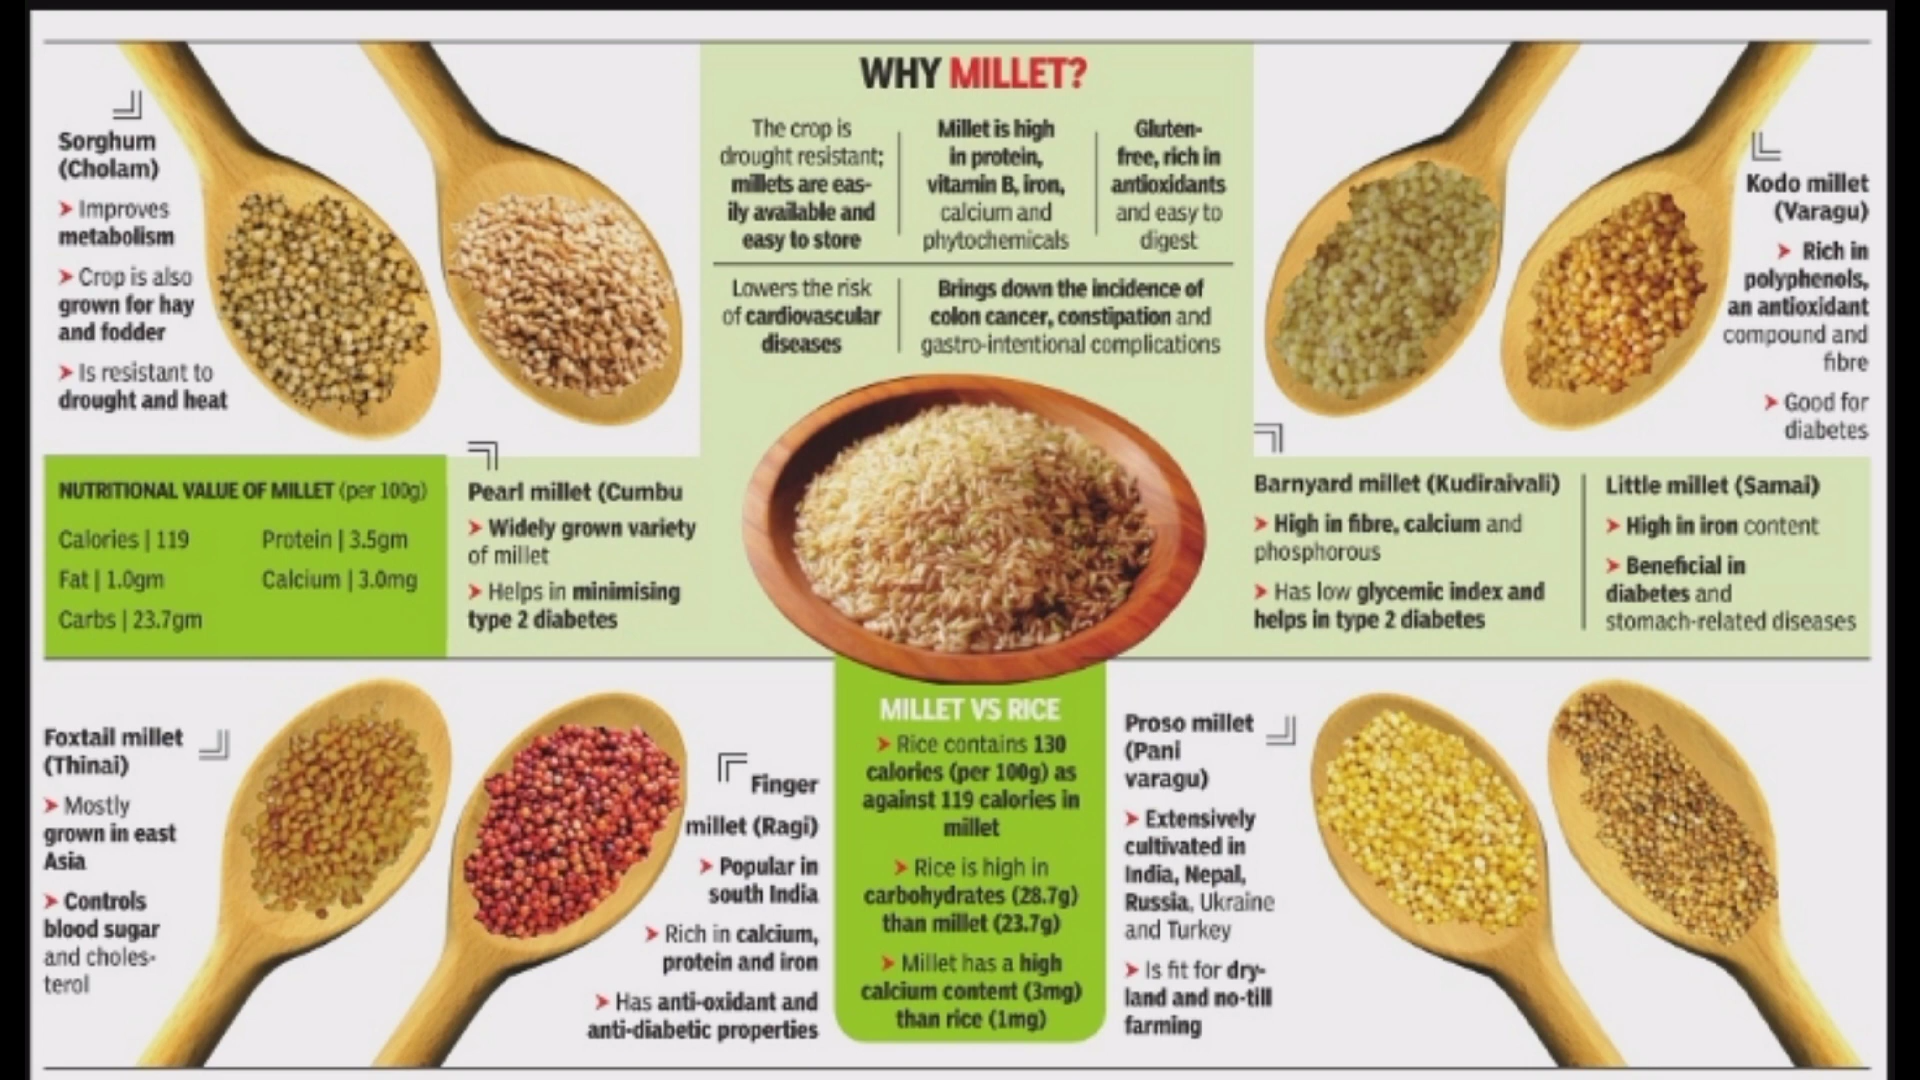 WHY MILLET?
The crop is
drought resistant;
millets are eas-
ily available and
easy to store
Millet is high
in protein,
vitamin B, iron,
calcium and
phytochemicals
Gluten-
free, rich in
antioxidants
and easy to
digest
Lowers the risk
of cardiovascular
diseases
Brings down the incidence of
colon cancer, constipation and
gastro-intentional complications
Sorghum
(Cholam)
Improves
metabolism
Crop is also
grown for hay
and fodder
Is resistant to
drought and heat
Kodo millet
(Varagu)
Rich in
polyphenols,
an antioxidant
compound and
fibre
Good for
diabetes
NUTRITIONAL VALUE OF MILLET (per 100g)
Calories | 119
Protein | 3.5gm
Fat | 1.0gm
Calcium | 3.0mg
Carbs | 23.7gm
Pearl millet (Cumbu
Widely grown variety
of millet
Helps in minimising
type 2 diabetes
Barnyard millet (Kudiraivali)
High in fibre, calcium and
phosphorous
Has low glycemic index and
helps in type 2 diabetes
Little millet (Samai)
High in iron content
Beneficial in
diabetes and
stomach-related diseases
Foxtail millet
(Thinai)
Mostly
grown in east
Asia
Controls
blood sugar
and choles-
terol
Finger
millet (Ragi)
Popular in
south India
Rich in calcium,
protein and iron
Has anti-oxidant and
anti-diabetic properties
MILLET VS RICE
Rice contains 130
calories (per 100g) as
against 119 calories in
millet
Rice is high in
carbohydrates (28.7g)
than millet (23.7g)
Millet has a high
calcium content (3mg)
than rice (1mg)
Proso millet
(Pani
varagu)
Extensively
cultivated in
India, Nepal,
Russia, Ukraine
and Turkey
Is fit for dry-
land and no-till
farming